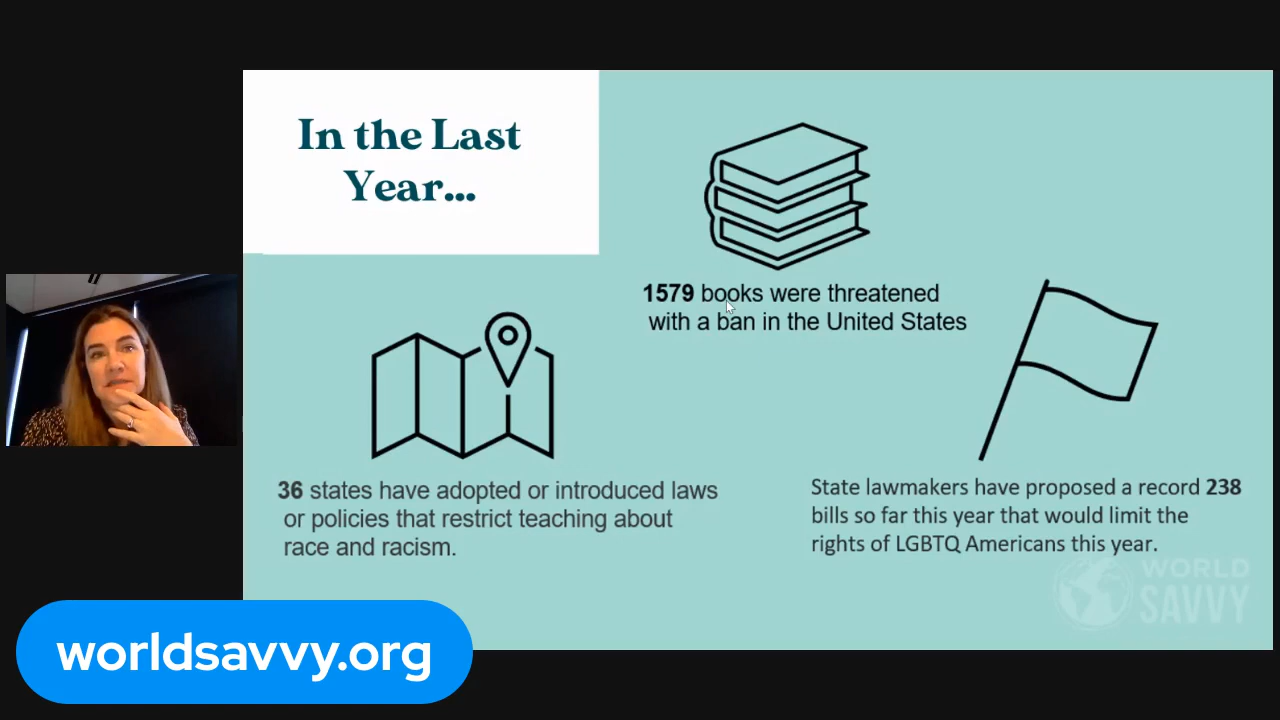 In the Last
Year...
1579 books were threatened
with a ban in the United States
36 states have adopted or introduced laws
or policies that restrict teaching about
race and racism.
State lawmakers have proposed a record 238
bills so far this year that would limit the
rights of LGBTQ Americans this year.
WORLD
SAVVY
worldsavvy.org